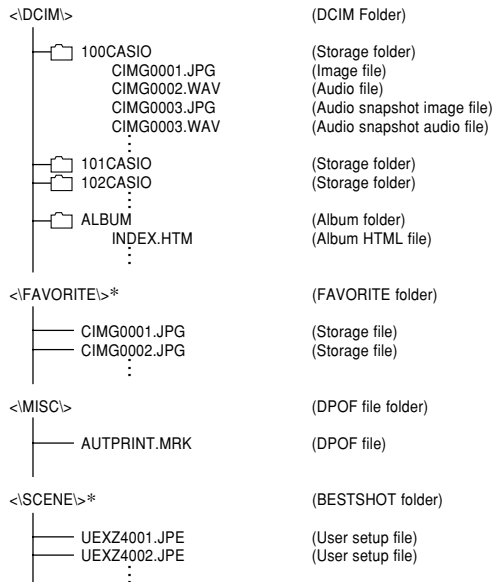 <\DCIM\> (DCIM Folder)
100CASIO (Storage folder)
CIMG0001.JPG (Image file)
CIMG0002.WAV (Audio file)
CIMG0003.JPG (Audio snapshot image file)
CIMG0003.WAV (Audio snapshot audio file)
101CASIO (Storage folder)
102CASIO (Storage folder)
ALBUM (Album folder)
INDEX.HTM (Album HTML file)
<\FAVORITE\>* (FAVORITE folder)
CIMG0001.JPG (Storage file)
CIMG0002.JPG (Storage file)
<\MISC\> (DPOF file folder)
AUTPRINT.MRK (DPOF file)
<\SCENE\>* (BESTSHOT folder)
UEXZ4001.JPE (User setup file)
UEXZ4002.JPE (User setup file)